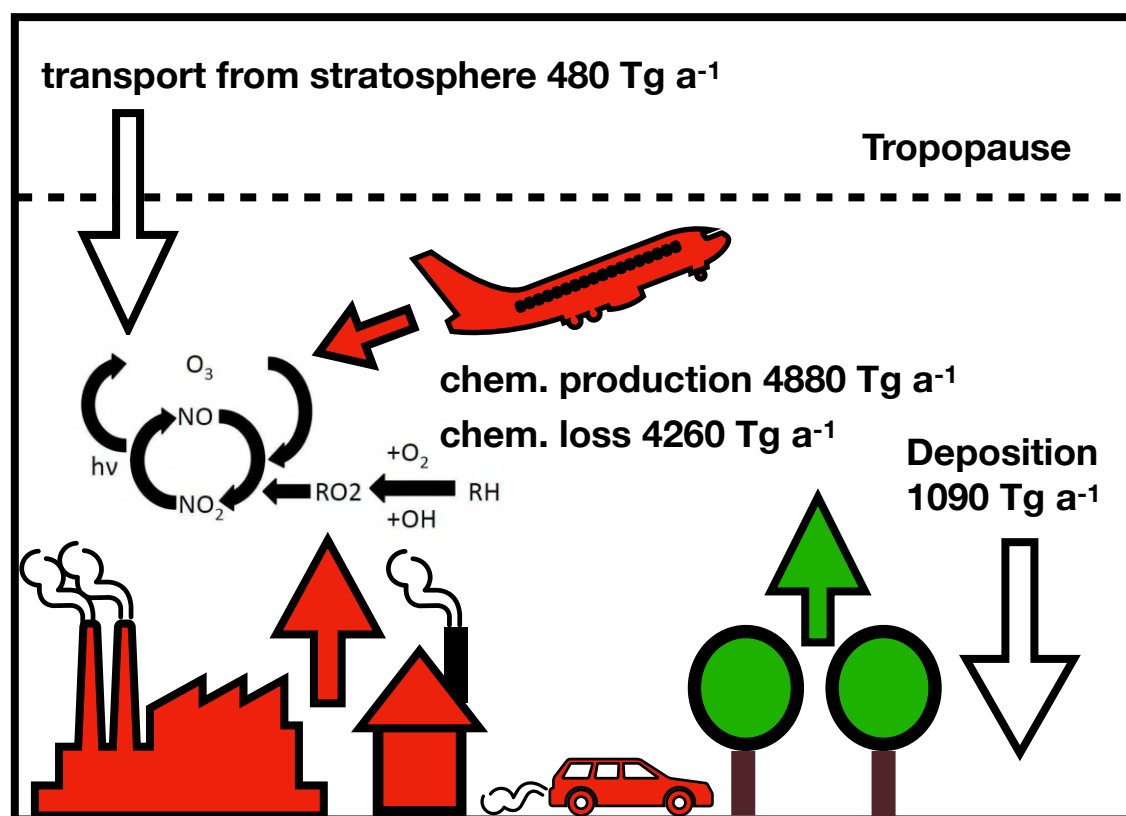 transport from stratosphere 480 Tg a⁻¹
Tropopause
O₃
chem. production 4880 Tg a⁻¹
chem. loss 4260 Tg a⁻¹
NO
hν
NO₂
+O₂
RO2
RH
+OH
Deposition
1090 Tg a⁻¹